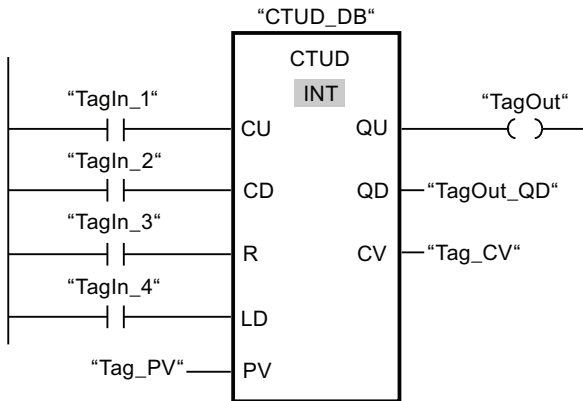 “CTUD_DB“
CTUD
INT
“TagIn_1“
“TagOut“
CU QU
“TagIn_2“
CD QD “TagOut_QD“
“TagIn_3“
R CV “Tag_CV“
“TagIn_4“
LD
“Tag_PV“ PV